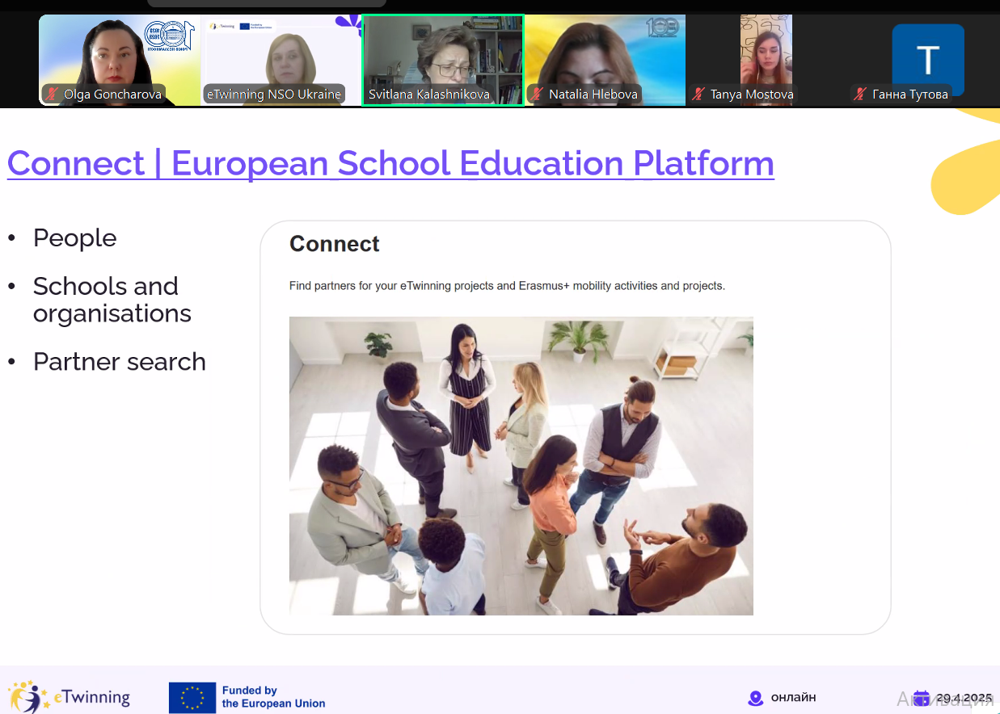 Olga Goncharova
eTwinning NSO Ukraine
Svitlana Kalashnikova
Natalia Hlebova
Tanya Mostova
T
Ганна Тутова
Connect | European School Education Platform
• People
• Schools and
organisations
• Partner search
Connect
Find partners for your eTwinning projects and Erasmus+ mobility activities and projects.
eTwinning
Funded by
the European Union
онлайн
29.4.2025
Активация